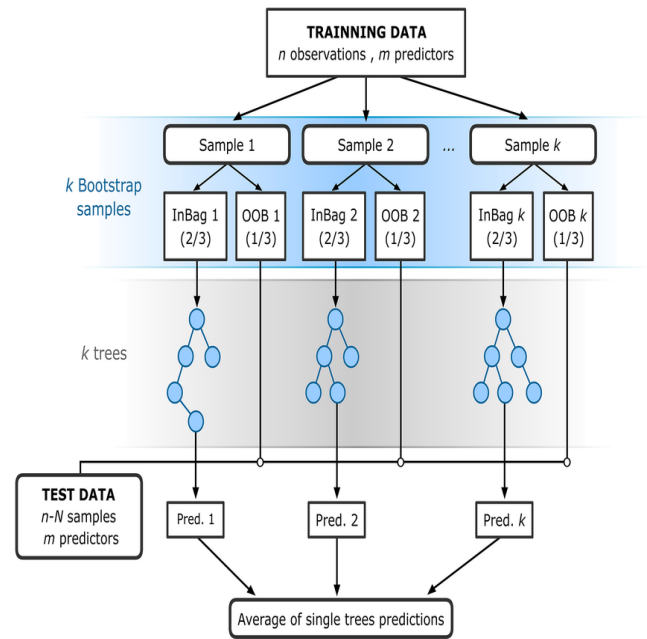 TRAINNING DATA
n observations , m predictors
Sample 1
Sample 2
...
Sample k
k Bootstrap
samples
InBag 1
(2/3)
OOB 1
(1/3)
InBag 2
(2/3)
OOB 2
(1/3)
InBag k
(2/3)
OOB k
(1/3)
k trees
TEST DATA
n-N samples
m predictors
Pred. 1
Pred. 2
Pred. k
Average of single trees predictions